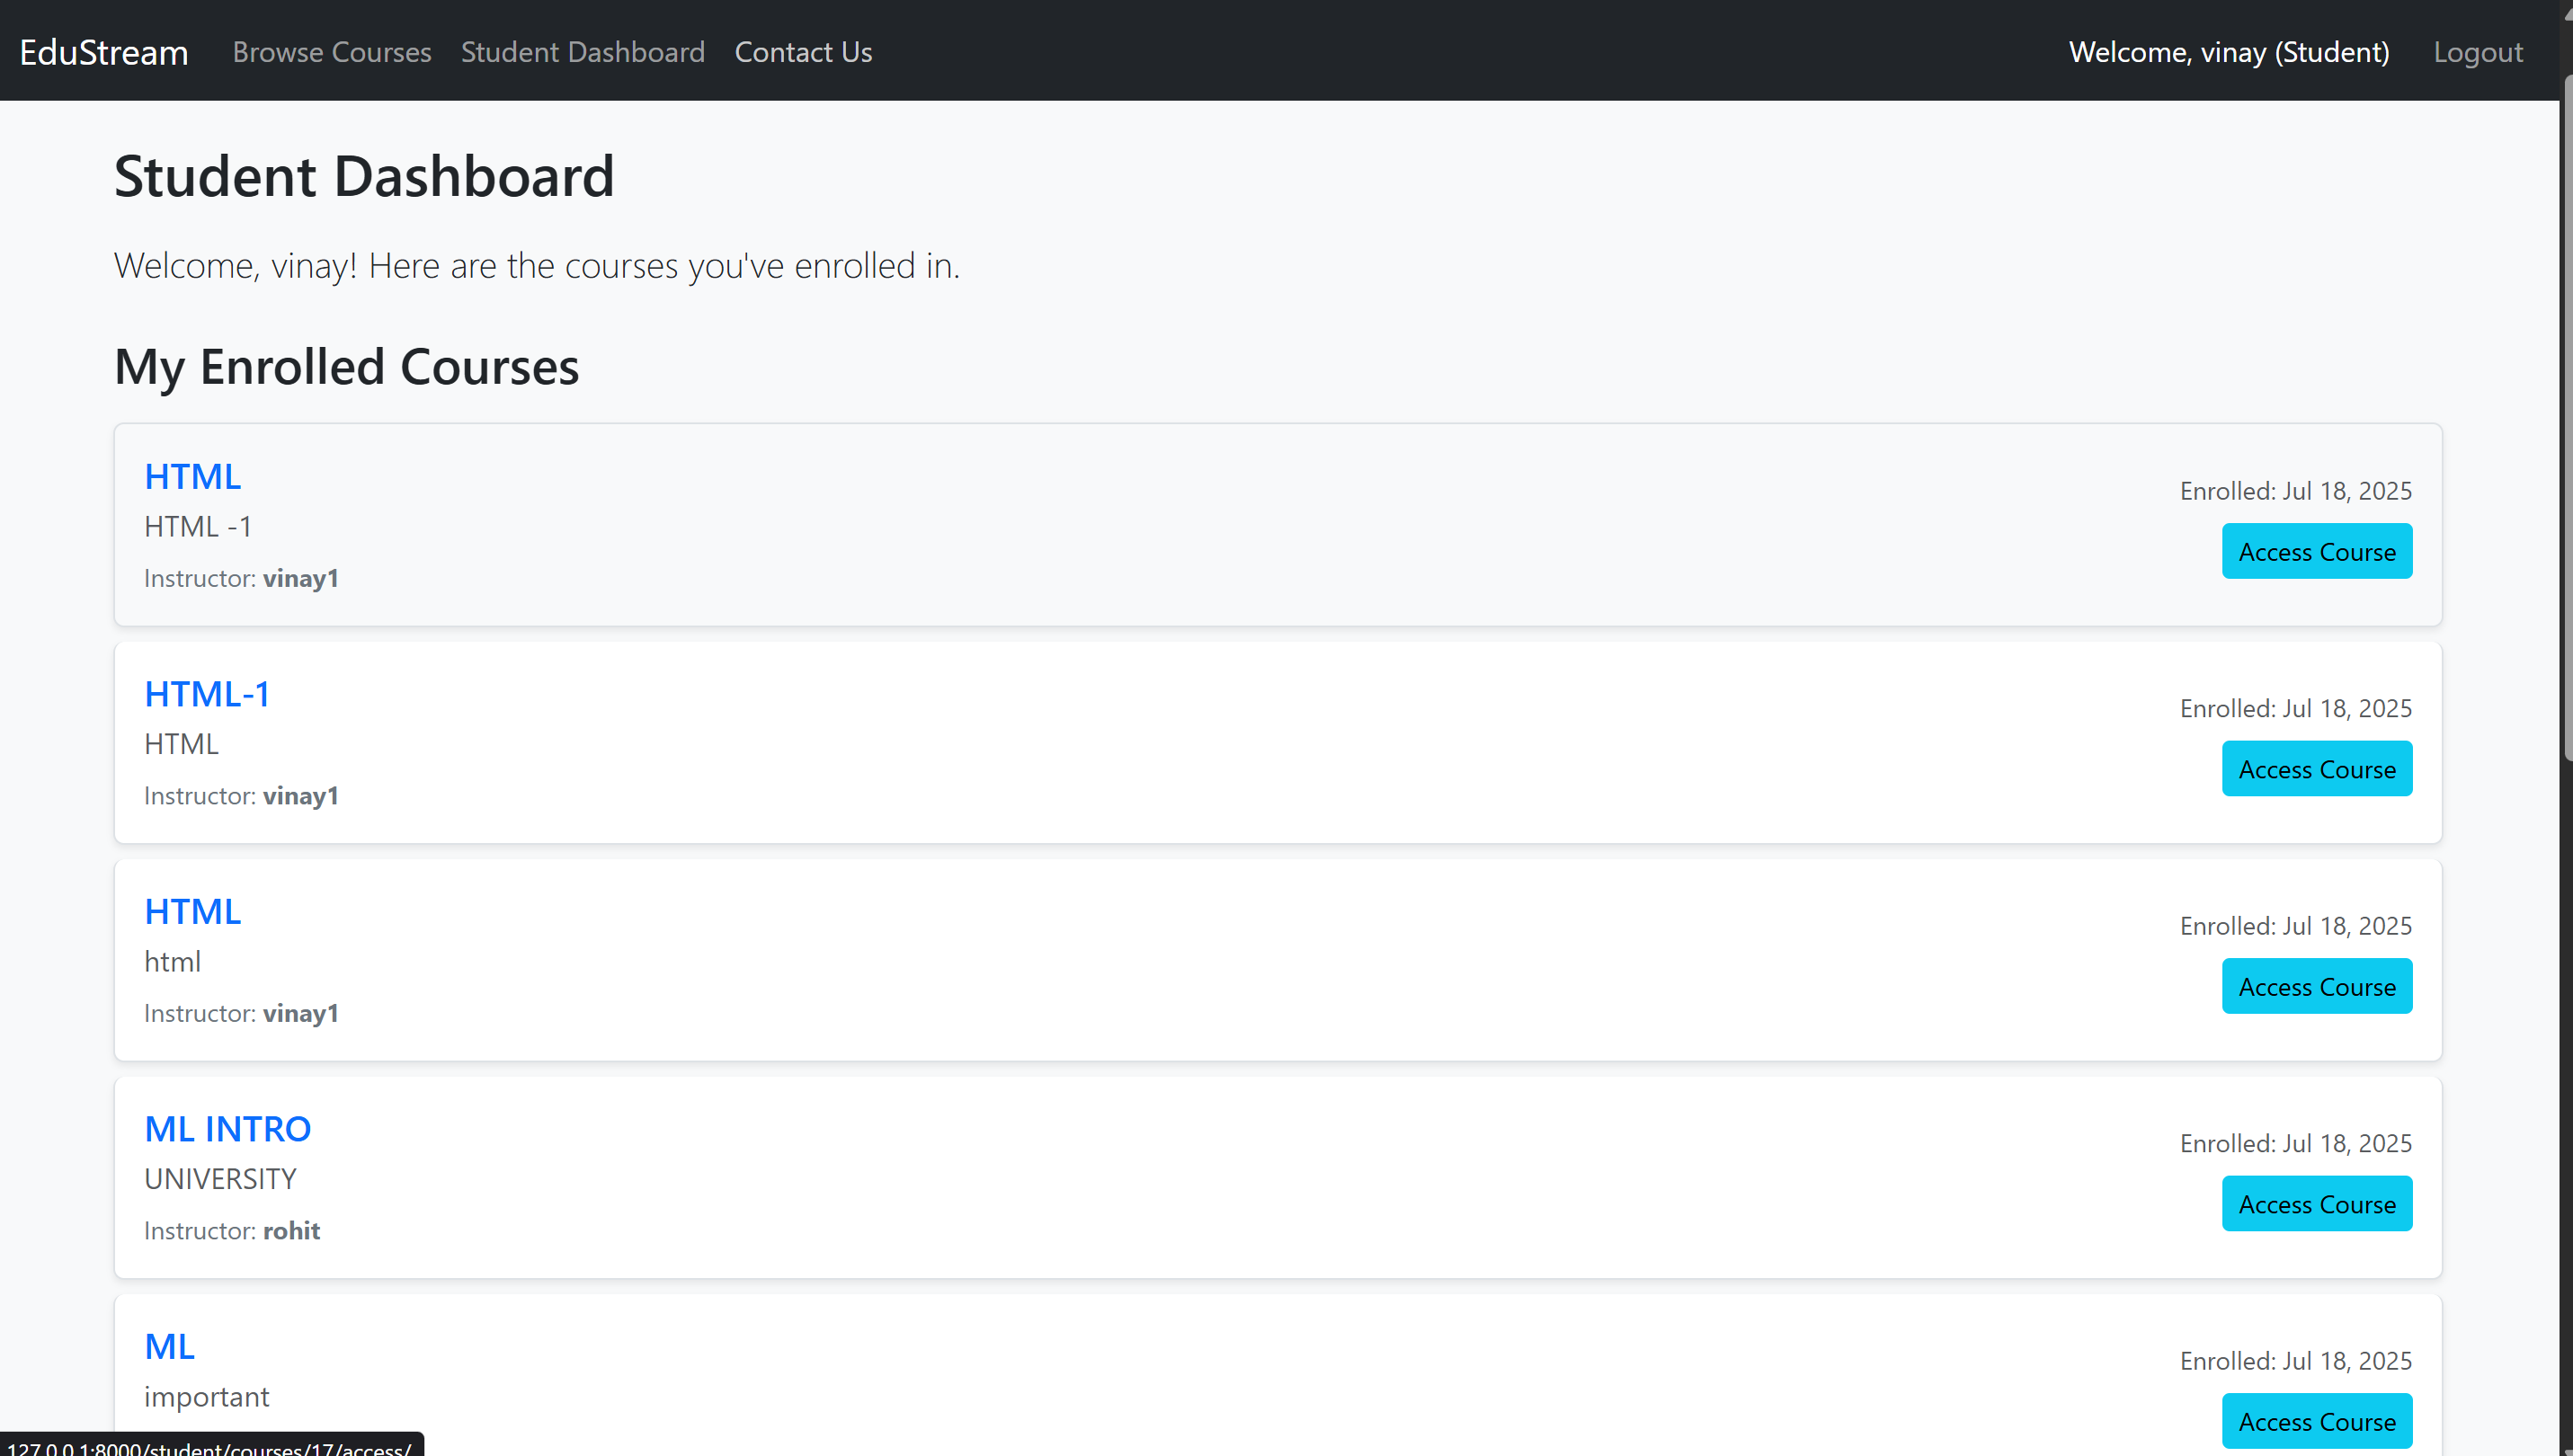 EduStream Browse Courses Student Dashboard Contact Us Welcome, vinay (Student) Logout
Student Dashboard
Welcome, vinay! Here are the courses you've enrolled in.
My Enrolled Courses
HTML
HTML -1
Instructor: vinay1
Enrolled: Jul 18, 2025
Access Course
HTML-1
HTML
Instructor: vinay1
Enrolled: Jul 18, 2025
Access Course
HTML
html
Instructor: vinay1
Enrolled: Jul 18, 2025
Access Course
ML INTRO
UNIVERSITY
Instructor: rohit
Enrolled: Jul 18, 2025
Access Course
ML
important
Enrolled: Jul 18, 2025
Access Course
127.0.0.1:8000/student/courses/17/access/